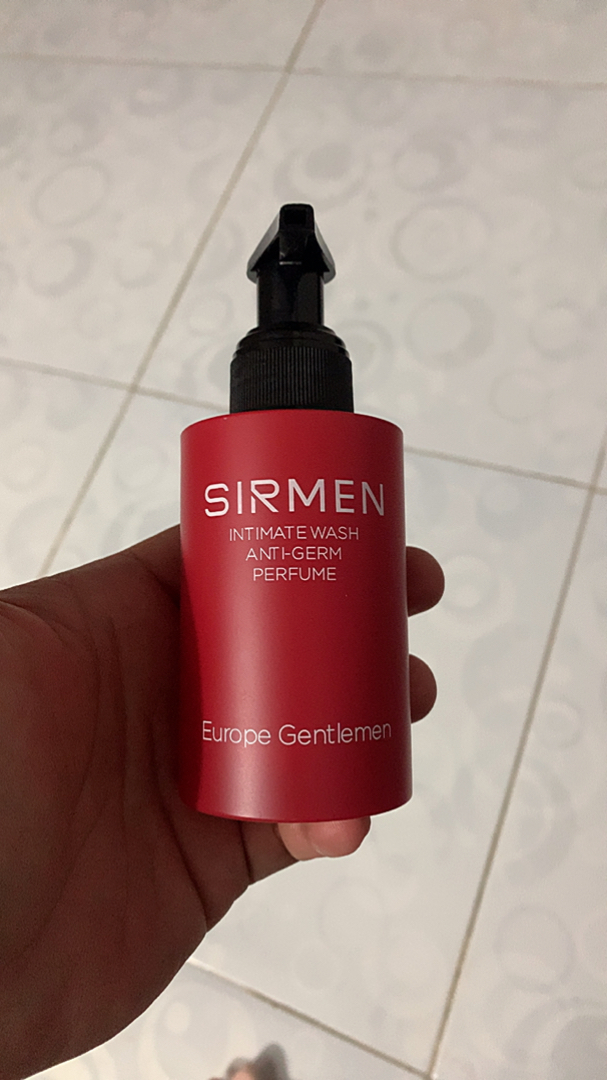 SIRMEN
INTIMATE WASH
ANTI-GERM
PERFUME
Europe Gentlemen